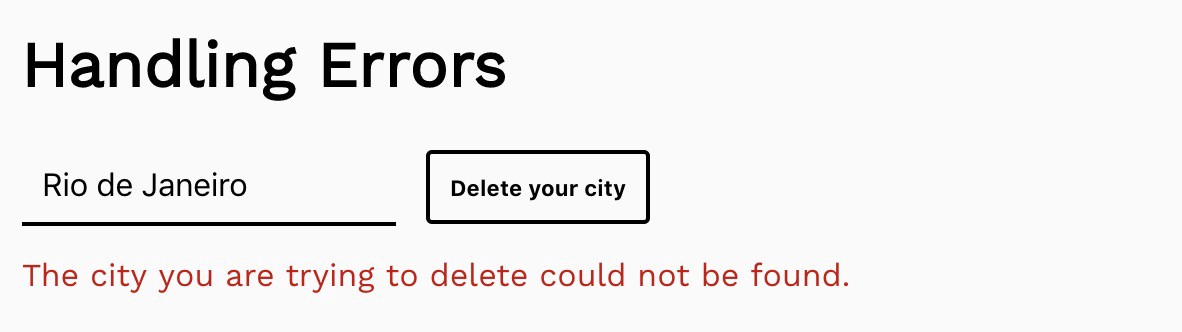 Handling Errors
Rio de Janeiro
Delete your city
The city you are trying to delete could not be found.